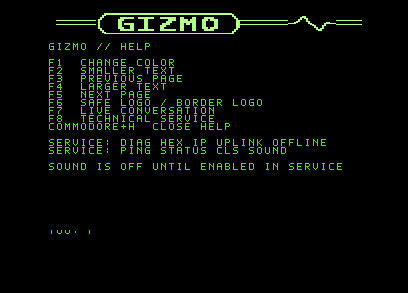 GIZMO
GIZMO // HELP
F1 CHANGE COLOR
F2 SMALLER TEXT
F3 PREVIOUS PAGE
F4 LARGER TEXT
F5 NEXT PAGE
F6 SAFE LOGO / BORDER LOGO
F7 LIVE CONVERSATION
F8 TECHNICAL SERVICE
COMMODORE+H CLOSE HELP
SERVICE: DIAG HEX IP UPLINK OFFLINE
SERVICE: PING STATUS CLS SOUND
SOUND IS OFF UNTIL ENABLED IN SERVICE